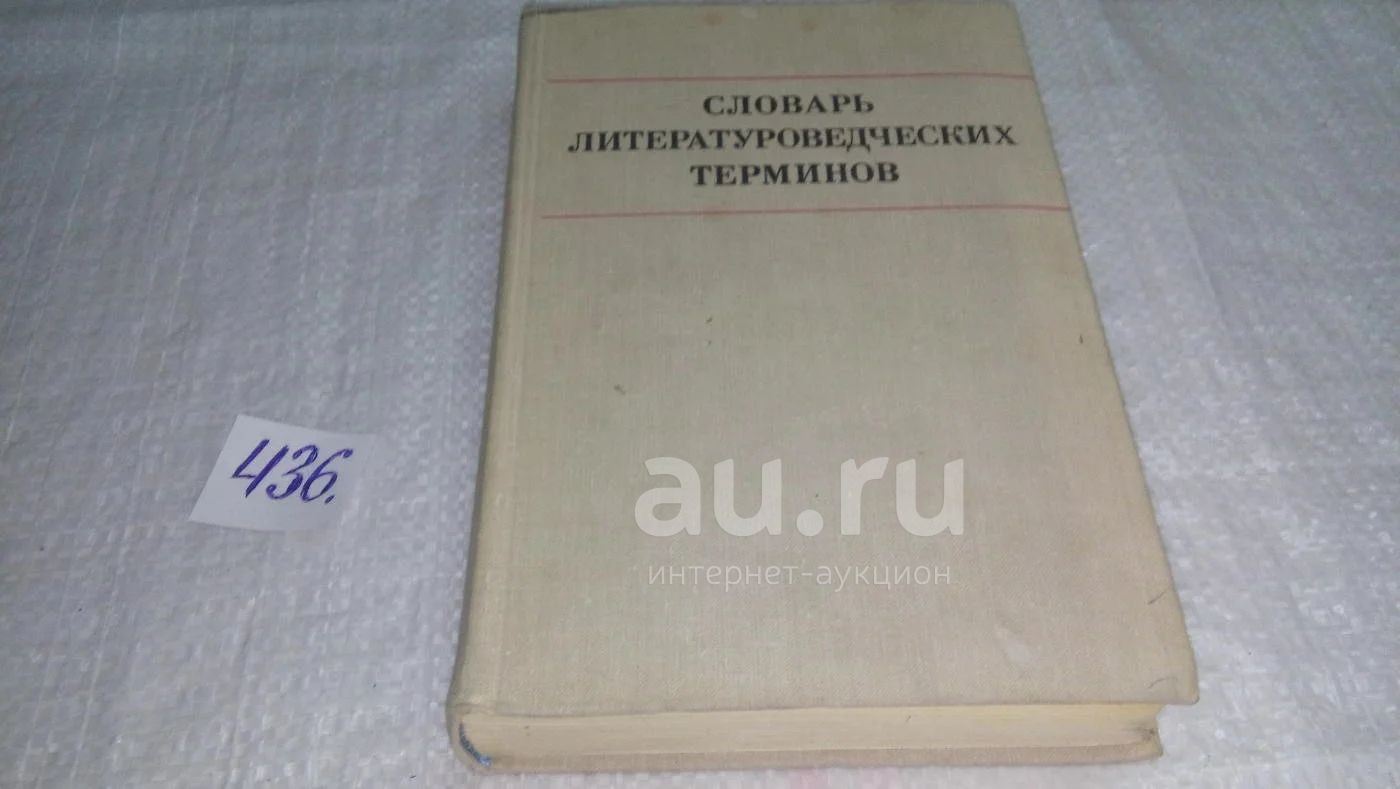 СЛОВАРЬ
ЛИТЕРАТУРОВЕДЧЕСКИХ
ТЕРМИНОВ
436.
au.ru
интернет-аукцион